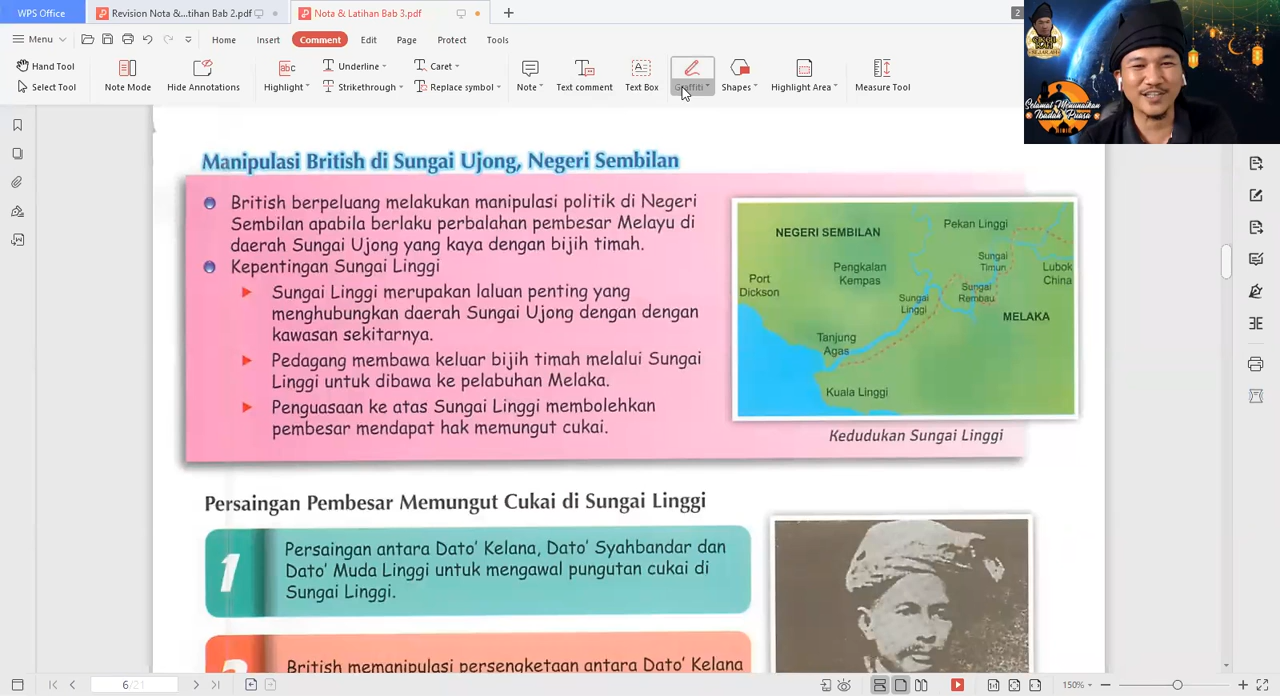 WPS Office
Revision Nota &...tihan Bab 2.pdf
Nota & Latihan Bab 3.pdf
2
Menu
Home
Insert
Comment
Edit
Page
Protect
Tools
Hand Tool
Select Tool
Note Mode
Hide Annotations
Highlight
Underline
Strikethrough
Caret
Replace symbol
Note
Text comment
Text Box
Graffiti
Shapes
Highlight Area
Measure Tool
Selamat Menunaikan
Ibadah Puasa
Manipulasi British di Sungai Ujong, Negeri Sembilan
British berpeluang melakukan manipulasi politik di Negeri
Sembilan apabila berlaku perbalahan pembesar Melayu di
daerah Sungai Ujong yang kaya dengan bijih timah.
Kepentingan Sungai Linggi
Sungai Linggi merupakan laluan penting yang
menghubungkan daerah Sungai Ujong dengan dengan
kawasan sekitarnya.
Pedagang membawa keluar bijih timah melalui Sungai
Linggi untuk dibawa ke pelabuhan Melaka.
Penguasaan ke atas Sungai Linggi membolehkan
pembesar mendapat hak memungut cukai.
NEGERI SEMBILAN
Pekan Linggi
Port
Dickson
Pengkalan
Kempas
Sungai
Timun
Lubok
China
Sungai
Linggi
Sungai
Rembau
MELAKA
Tanjung
Agas
Kuala Linggi
Kedudukan Sungai Linggi
Persaingan Pembesar Memungut Cukai di Sungai Linggi
1
Persaingan antara Dato' Kelana, Dato' Syahbandar dan
Dato' Muda Linggi untuk mengawal pungutan cukai di
Sungai Linggi.
2
British memanipulasi persengketaan antara Dato' Kelana
6/21
150%